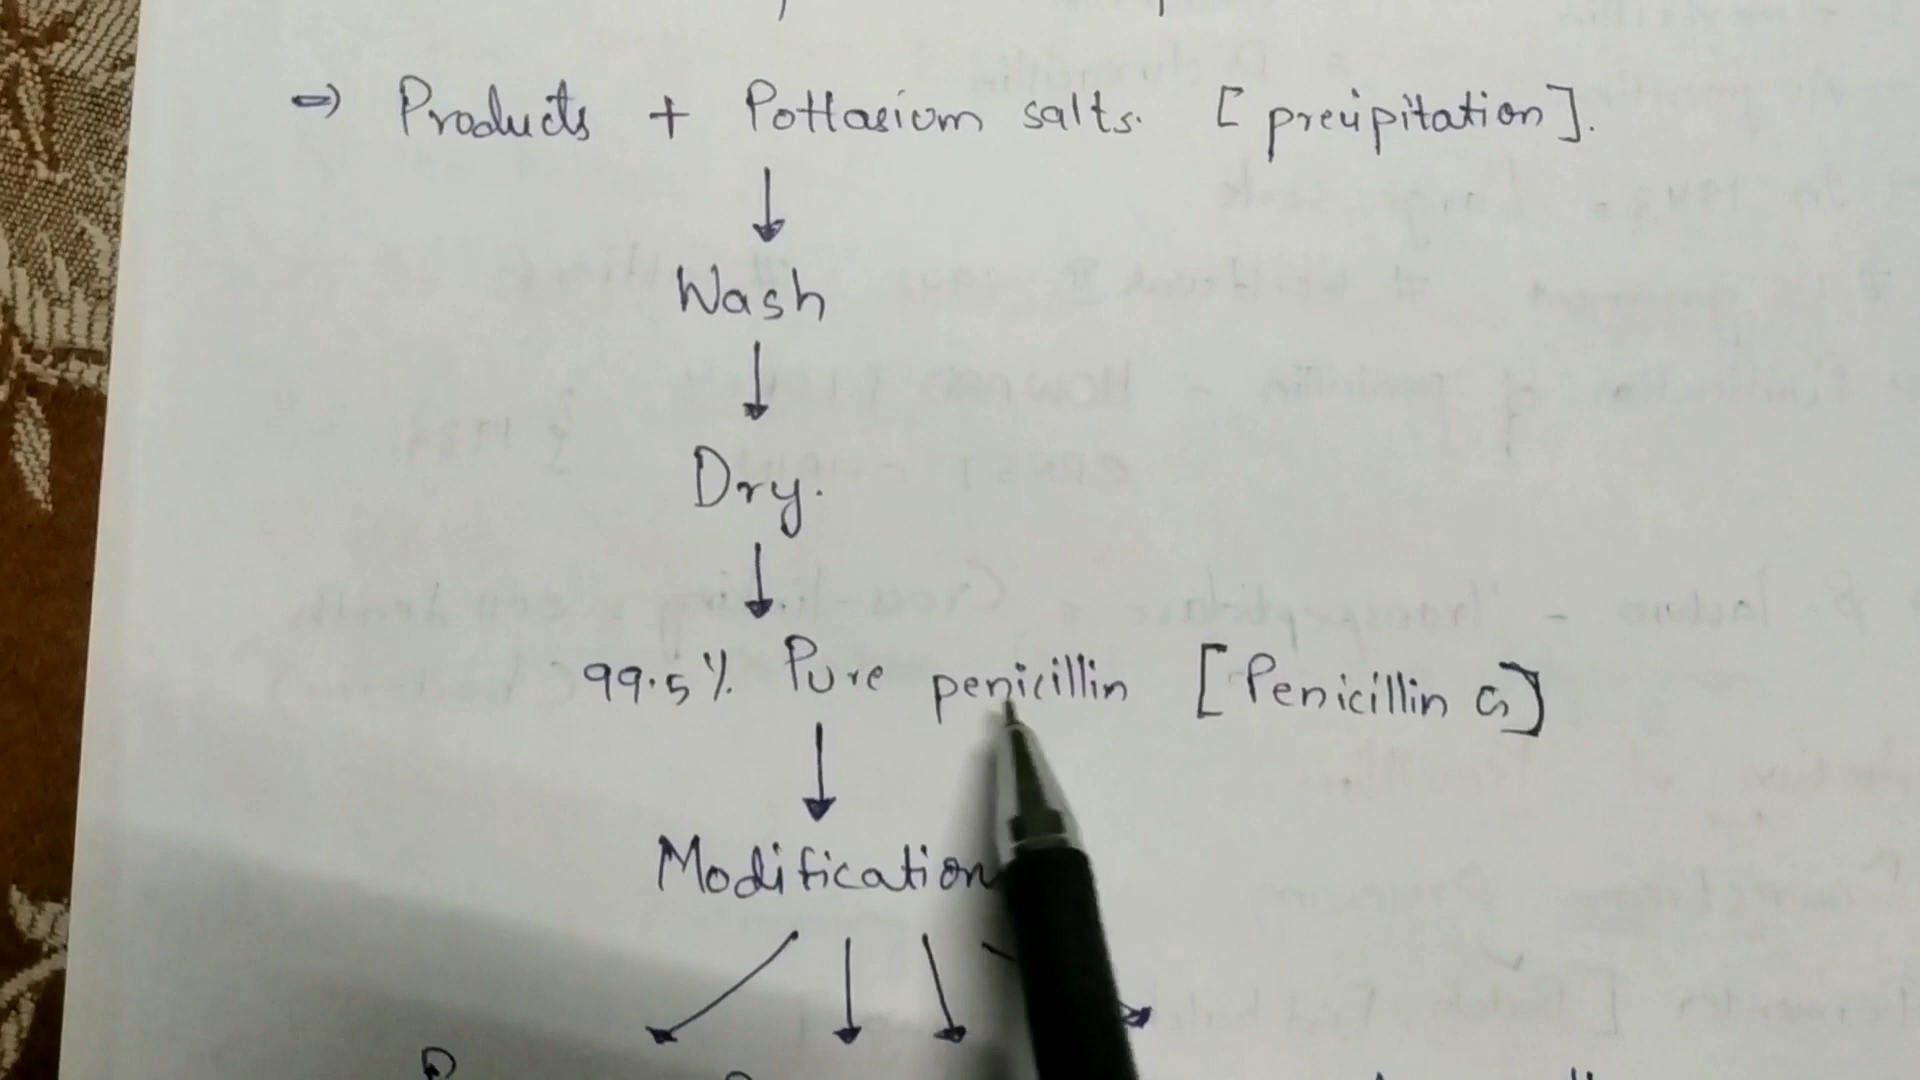 ⇒ Products + Pottasium salts. [precipitation].
Wash
Dry.
99.5% Pure penicillin [Penicillin G]
Modification